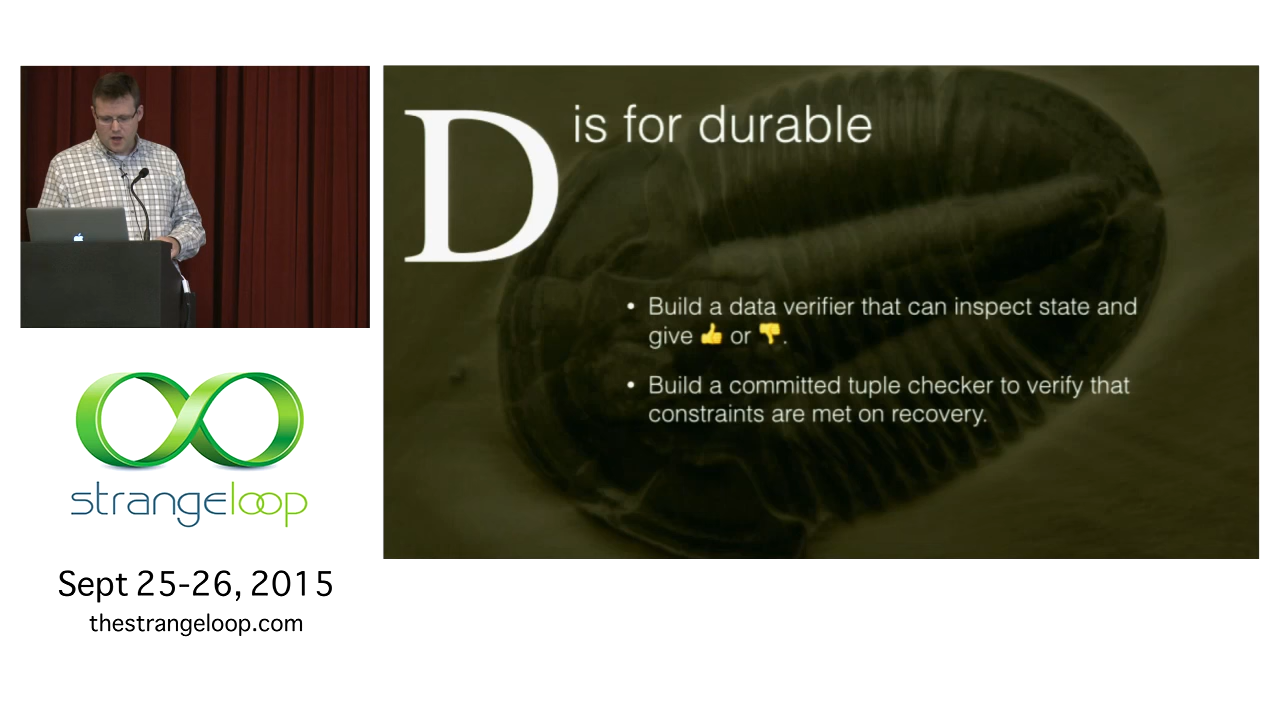 D is for durable
• Build a data verifier that can inspect state and
give 👍 or 👎.
• Build a committed tuple checker to verify that
constraints are met on recovery.
strangeloop
Sept 25-26, 2015
thestrangeloop.com